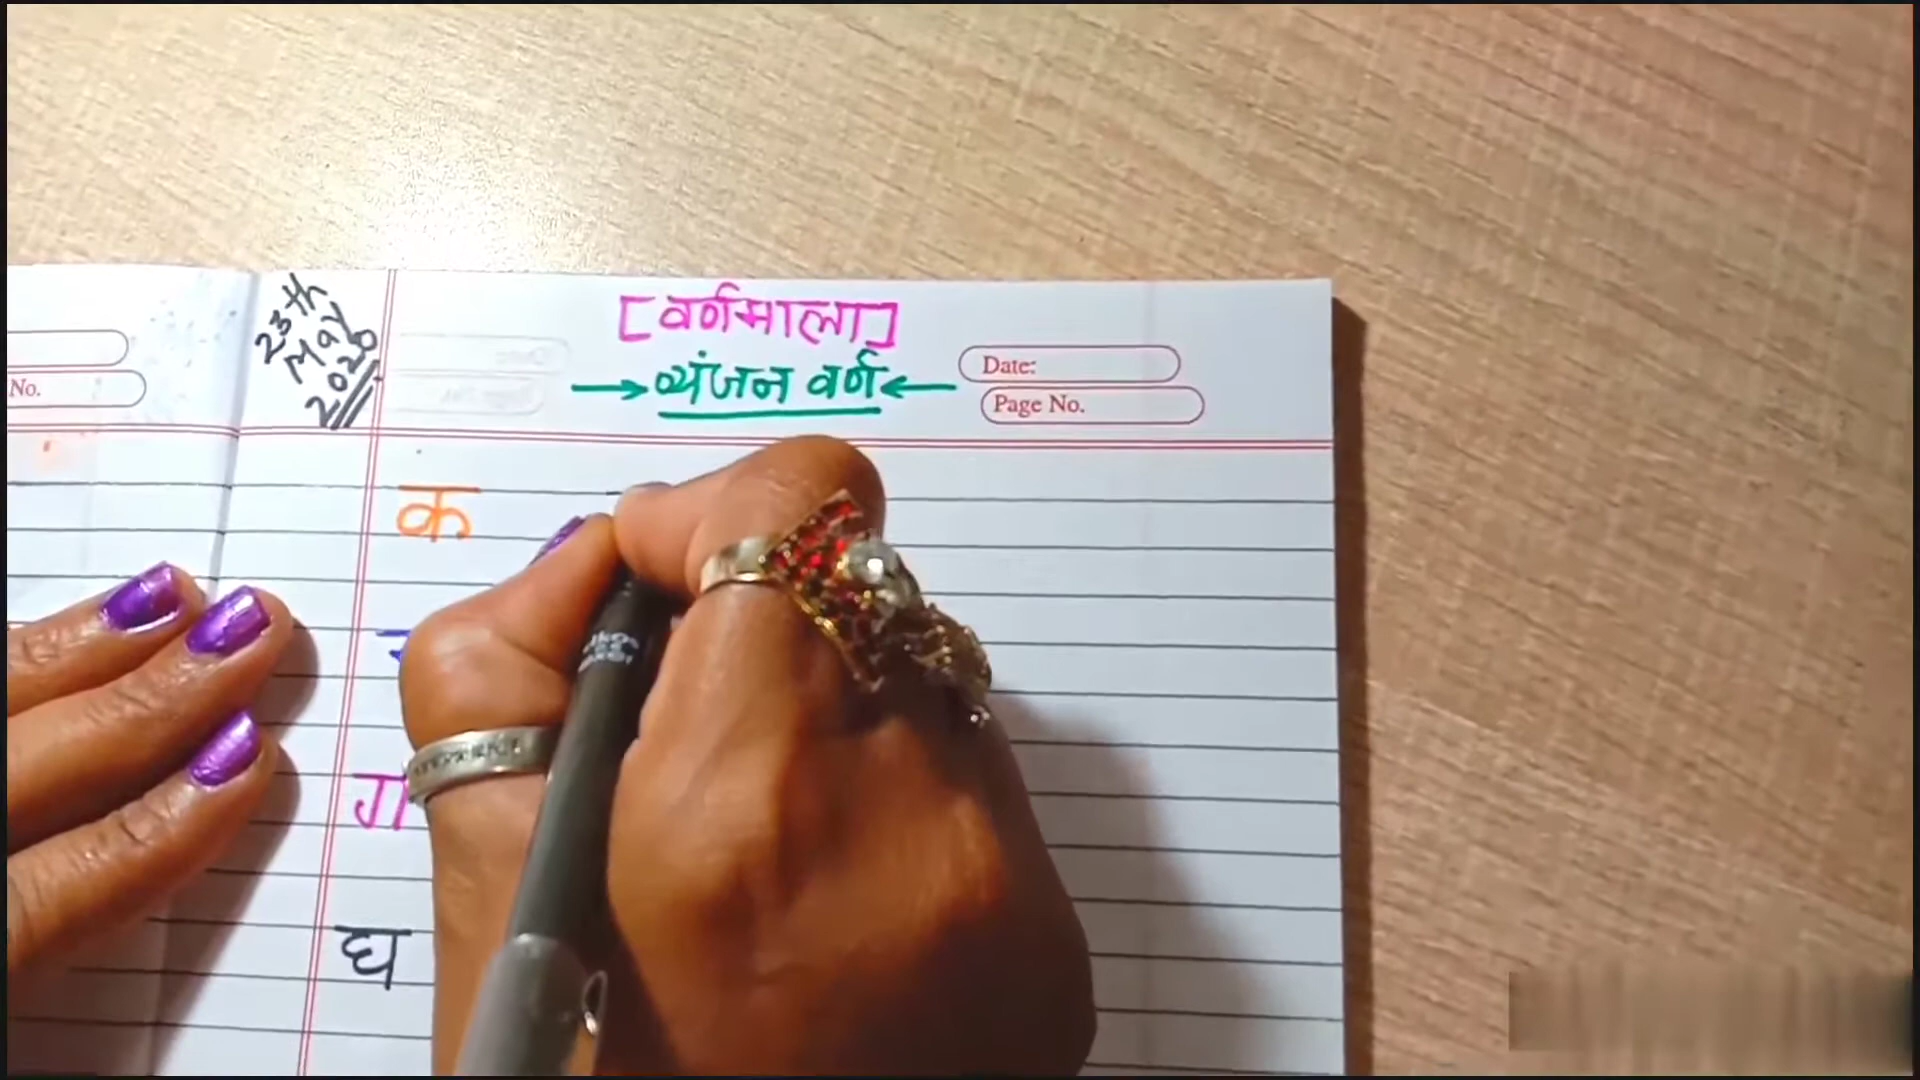 23th
May
2020
[वर्णमाला]
व्यंजन वर्ण
Date:
No.
Page No.
क
ग
घ